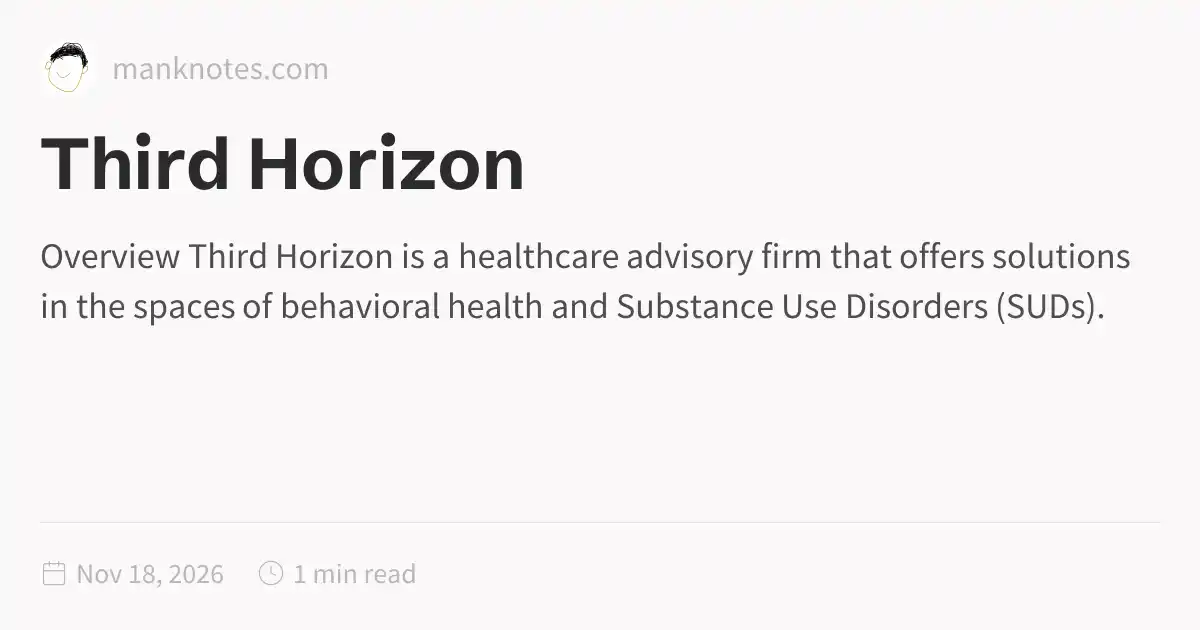 manknotes.com
Third Horizon
Overview Third Horizon is a healthcare advisory firm that offers solutions
in the spaces of behavioral health and Substance Use Disorders (SUDs).
Nov 18, 2026 1 min read